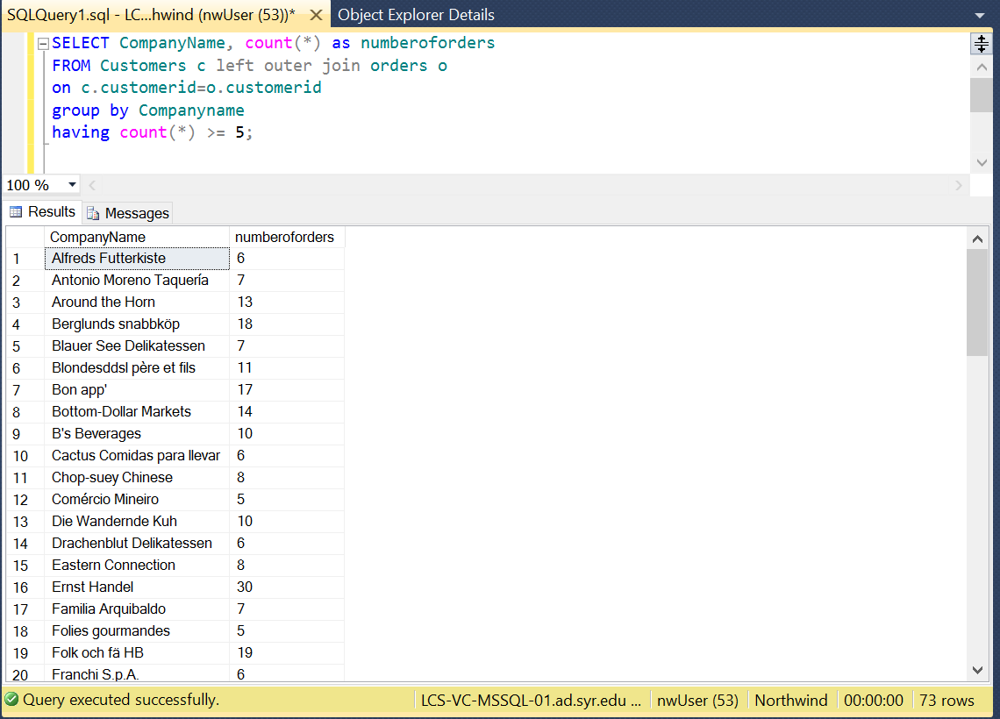 SQLQuery1.sql - LC...hwind (nwUser (53))* Object Explorer Details
SELECT CompanyName, count(*) as numberoforders
FROM Customers c left outer join orders o
on c.customerid=o.customerid
group by Companyname
having count(*) >= 5;
100 %
Results Messages
CompanyName numberoforders
1 Alfreds Futterkiste 6
2 Antonio Moreno Taquería 7
3 Around the Horn 13
4 Berglunds snabbköp 18
5 Blauer See Delikatessen 7
6 Blondesddsl père et fils 11
7 Bon app' 17
8 Bottom-Dollar Markets 14
9 B's Beverages 10
10 Cactus Comidas para llevar 6
11 Chop-suey Chinese 8
12 Comércio Mineiro 5
13 Die Wandernde Kuh 10
14 Drachenblut Delikatessen 6
15 Eastern Connection 8
16 Ernst Handel 30
17 Familia Arquibaldo 7
18 Folies gourmandes 5
19 Folk och fä HB 19
20 Franchi S.p.A. 6
Query executed successfully. LCS-VC-MSSQL-01.ad.syr.edu ... nwUser (53) Northwind 00:00:00 73 rows